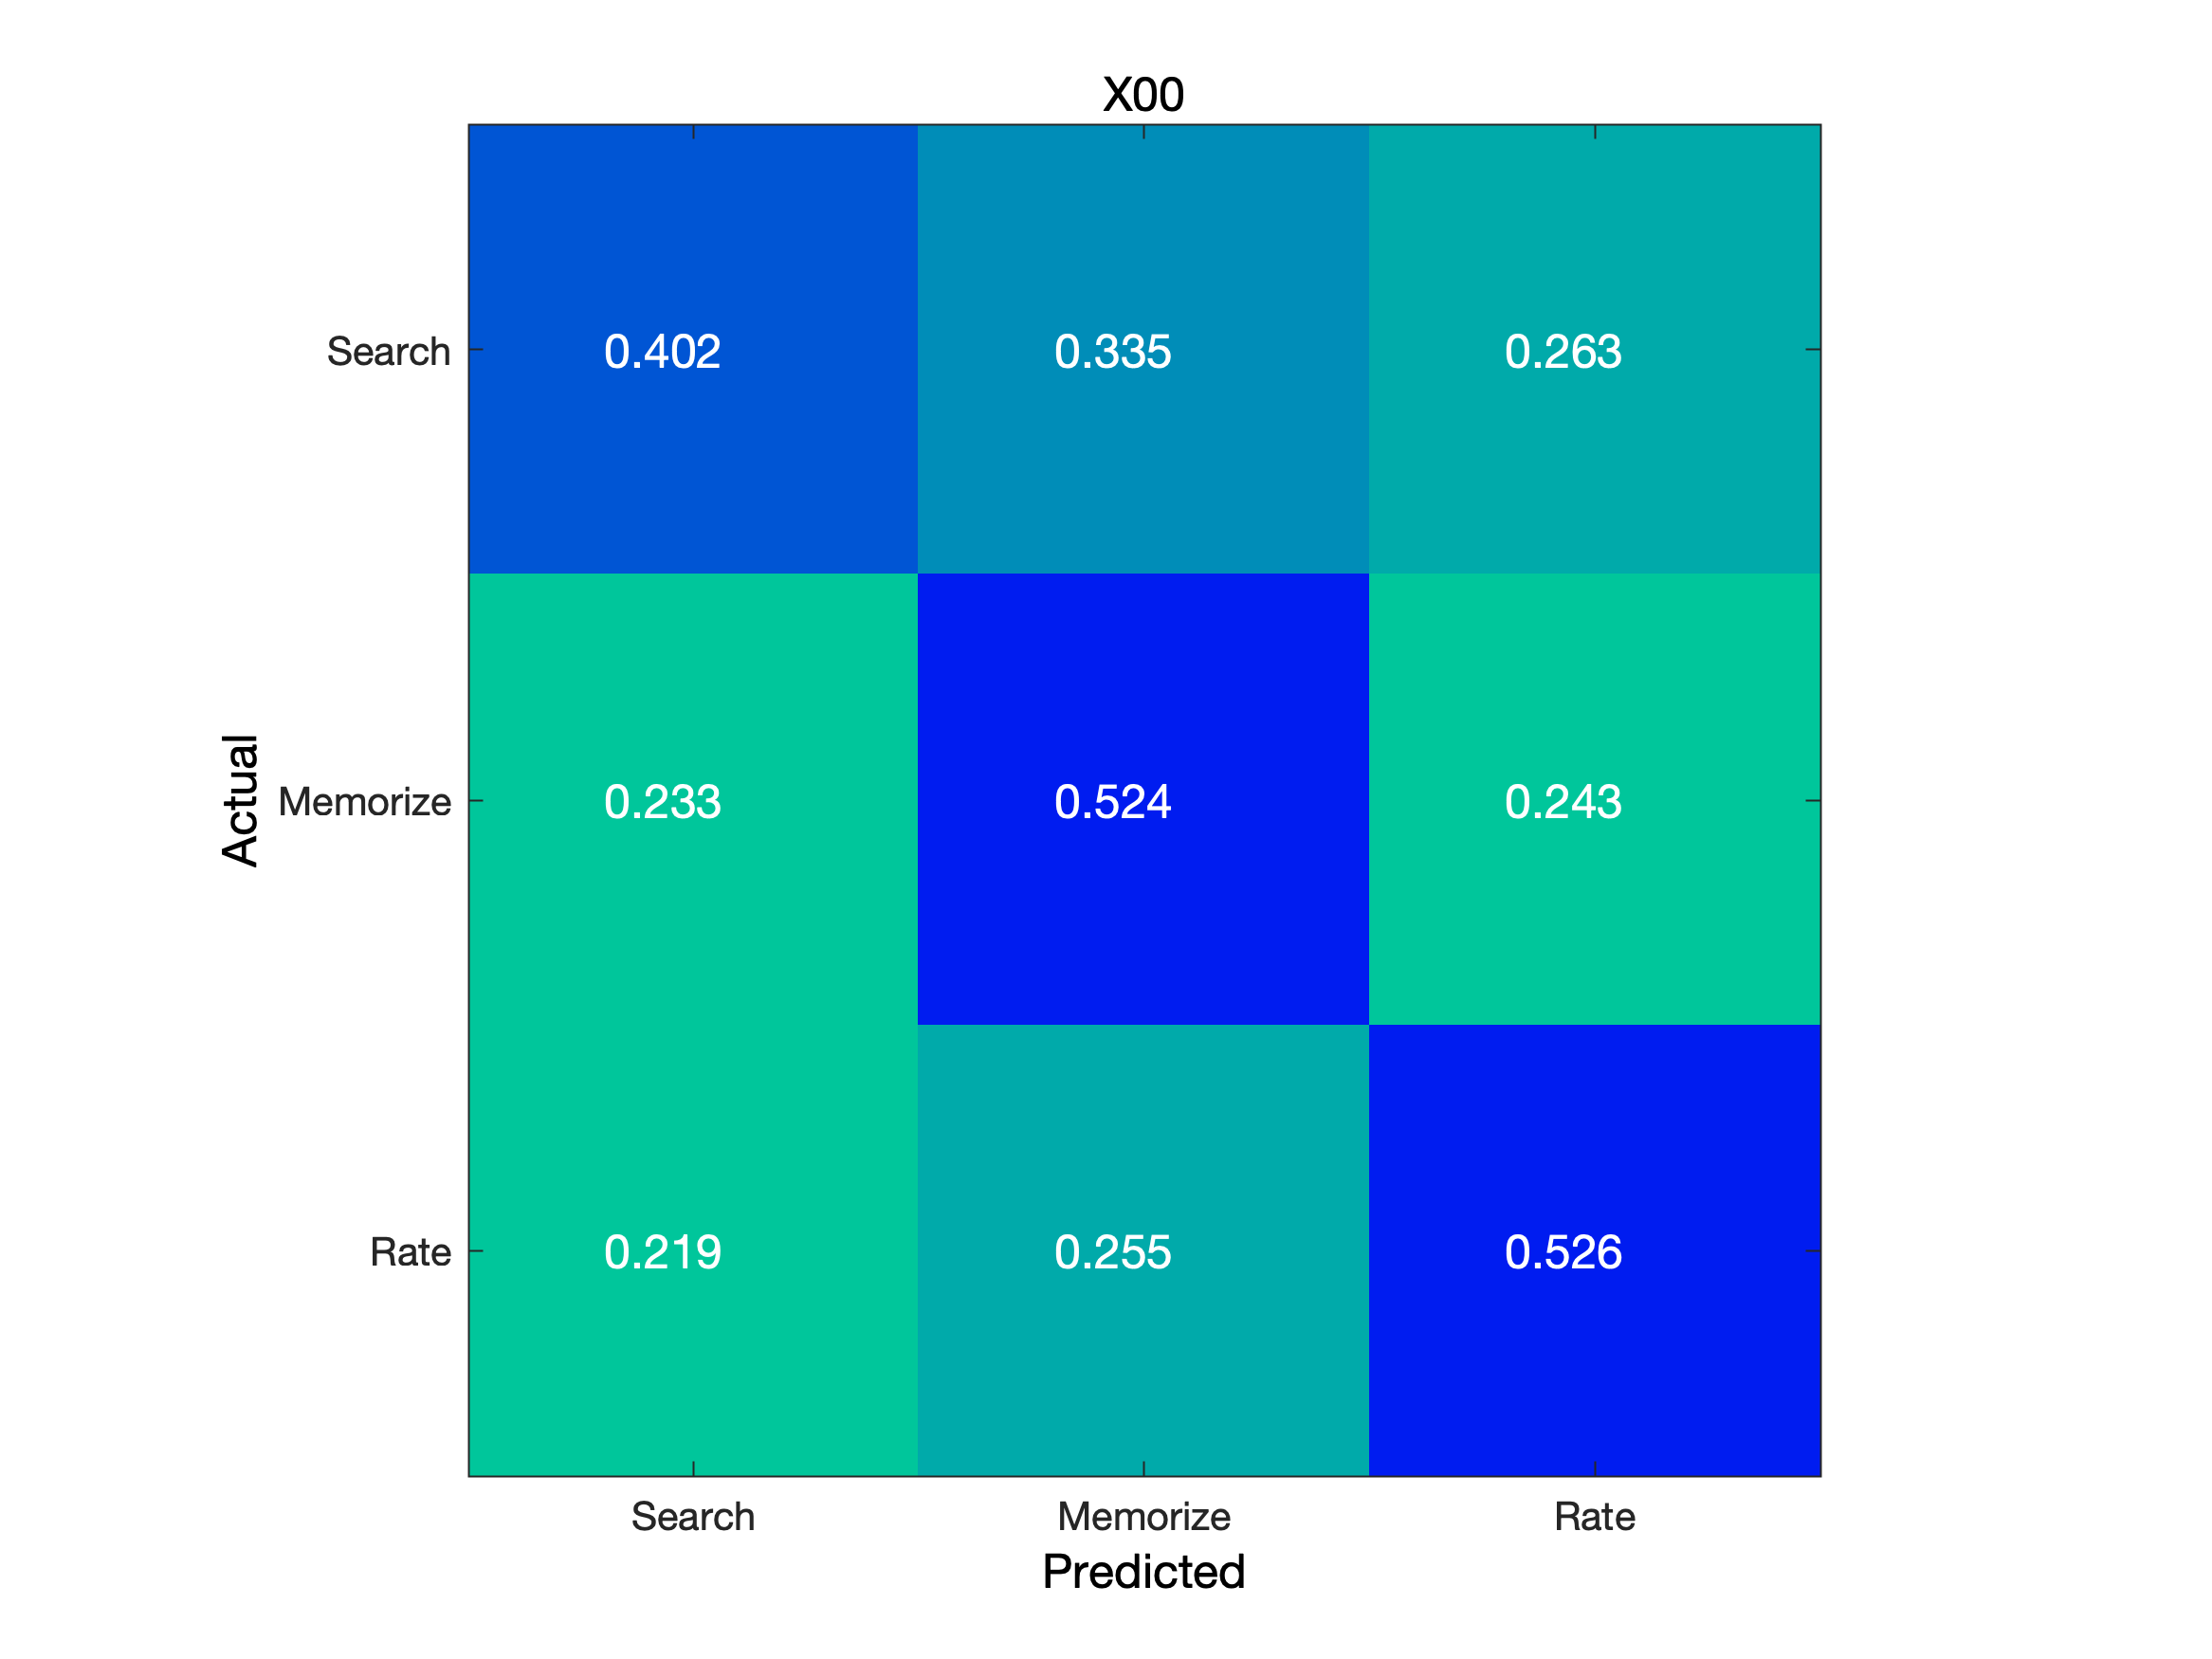 X00
Search 0.402 0.335 0.263
Actual
Memorize 0.233 0.524 0.243
Rate 0.219 0.255 0.526
Search Memorize Rate
Predicted